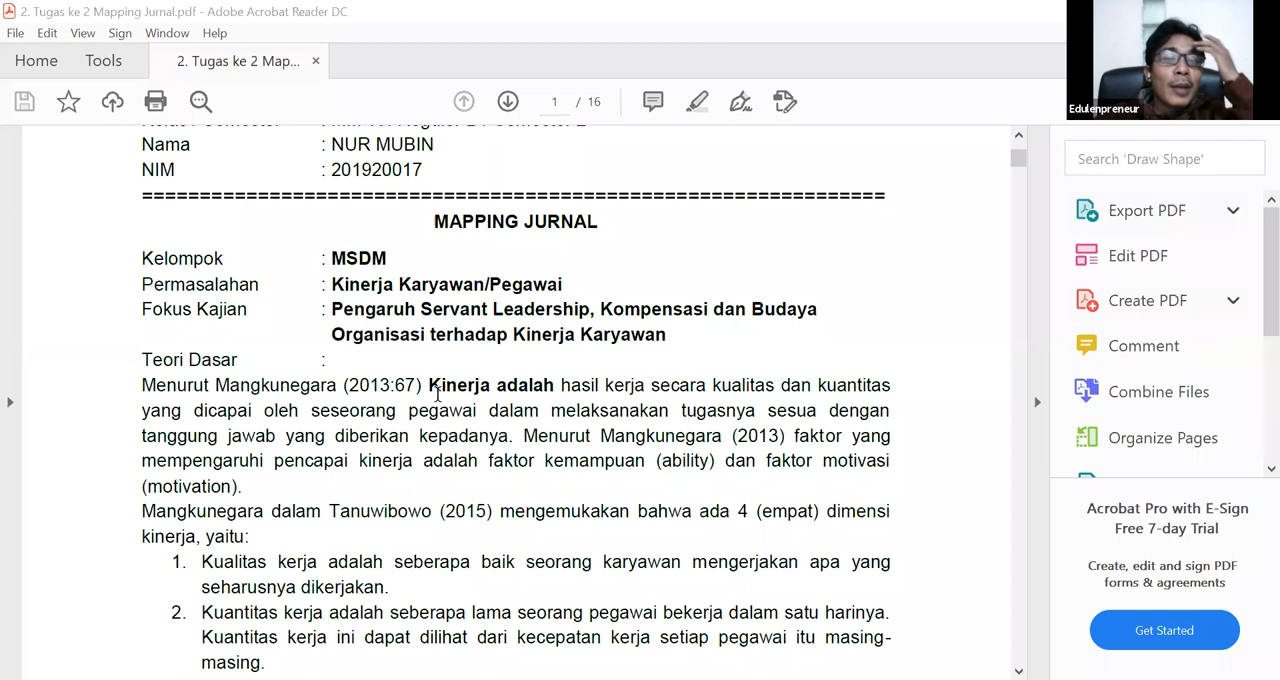 2. Tugas ke 2 Mapping Jurnal.pdf - Adobe Acrobat Reader DC
File Edit View Sign Window Help
Home Tools 2. Tugas ke 2 Map... ×
1 / 16
Edulenpreneur
Nama : NUR MUBIN
NIM : 201920017
================================================================
MAPPING JURNAL
Kelompok : MSDM
Permasalahan : Kinerja Karyawan/Pegawai
Fokus Kajian : Pengaruh Servant Leadership, Kompensasi dan Budaya
Organisasi terhadap Kinerja Karyawan
Teori Dasar :
Menurut Mangkunegara (2013:67) Kinerja adalah hasil kerja secara kualitas dan kuantitas
yang dicapai oleh seseorang pegawai dalam melaksanakan tugasnya sesua dengan
tanggung jawab yang diberikan kepadanya. Menurut Mangkunegara (2013) faktor yang
mempengaruhi pencapai kinerja adalah faktor kemampuan (ability) dan faktor motivasi
(motivation).
Mangkunegara dalam Tanuwibowo (2015) mengemukakan bahwa ada 4 (empat) dimensi
kinerja, yaitu:
1. Kualitas kerja adalah seberapa baik seorang karyawan mengerjakan apa yang
seharusnya dikerjakan.
2. Kuantitas kerja adalah seberapa lama seorang pegawai bekerja dalam satu harinya.
Kuantitas kerja ini dapat dilihat dari kecepatan kerja setiap pegawai itu masing-
masing.
Search 'Draw Shape'
Export PDF
Edit PDF
Create PDF
Comment
Combine Files
Organize Pages
Acrobat Pro with E-Sign
Free 7-day Trial
Create, edit and sign PDF
forms & agreements
Get Started